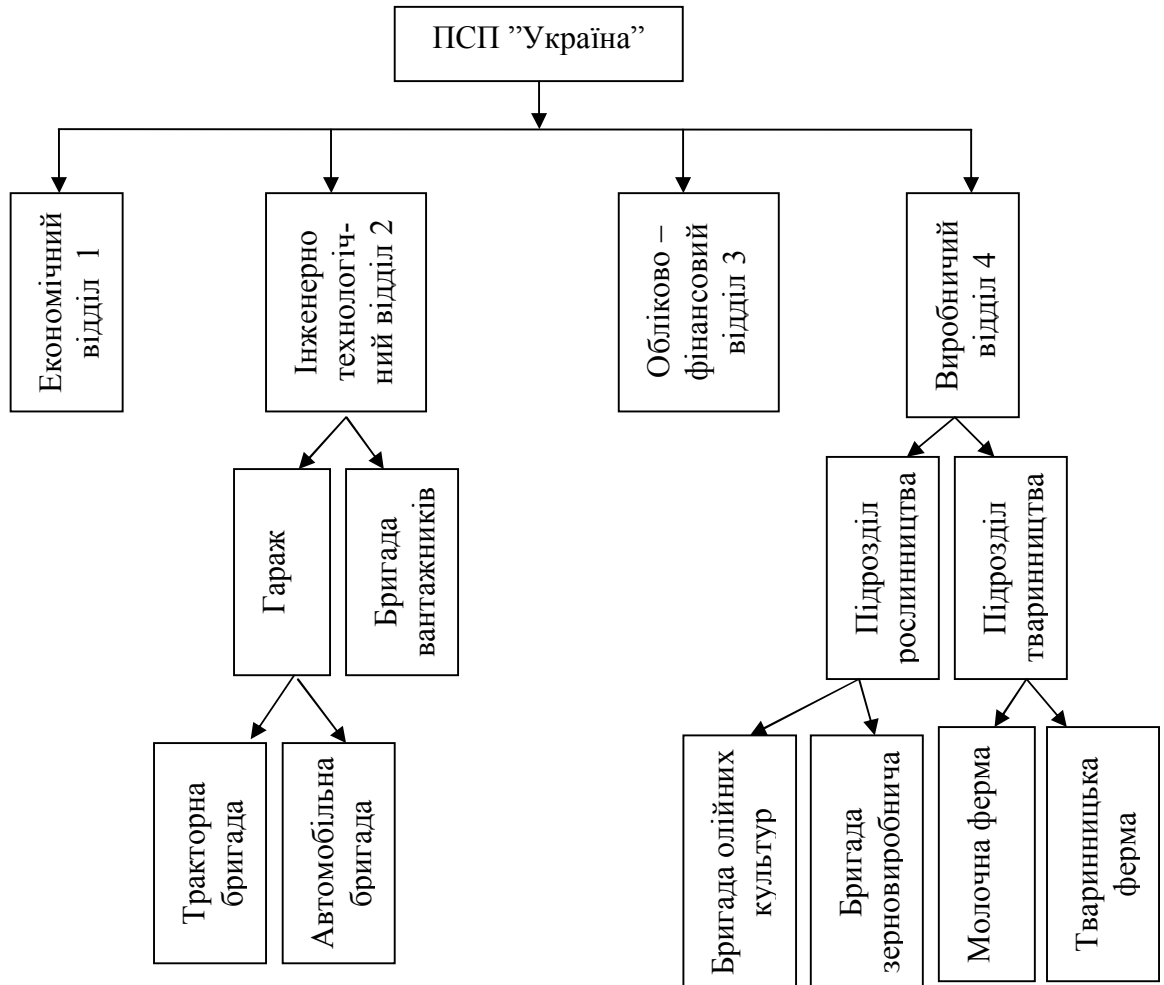 ПСП ”Україна”
Економічний
відділ 1
Інженерно
технологіч-
ний відділ 2
Обліково –
фінансовий
відділ 3
Виробничий
відділ 4
Гараж
Бригада
вантажників
Підрозділ
рослинництва
Підрозділ
тваринництва
Тракторна
бригада
Автомобільна
бригада
Бригада олійних
культур
Бригада
зерновиробнича
Молочна ферма
Тваринницька
ферма